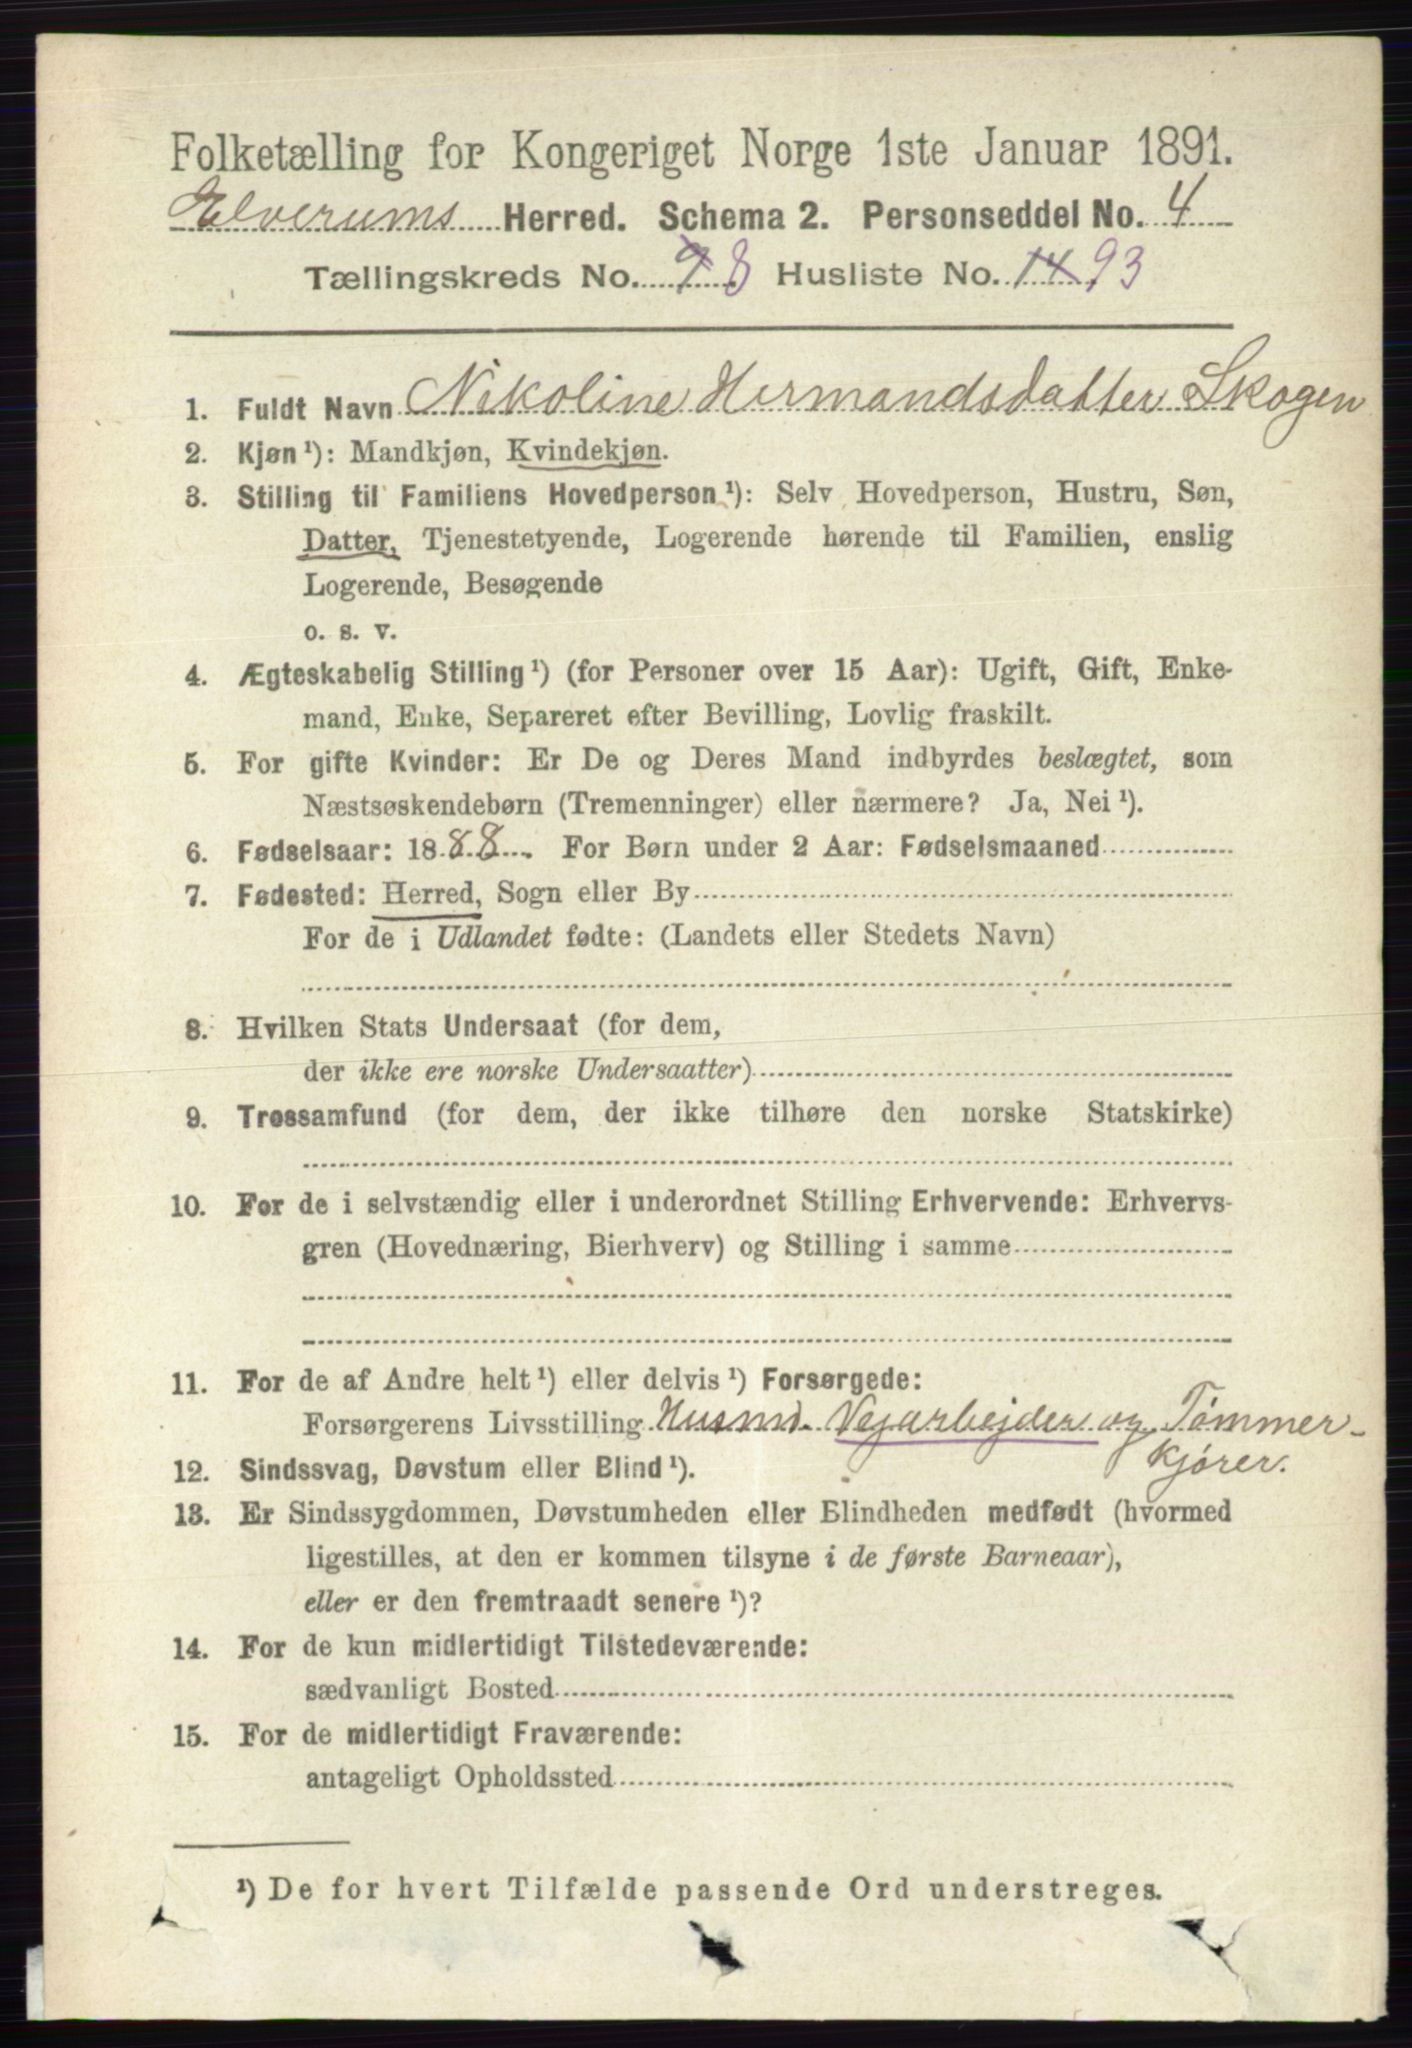 Folketælling for Kongeriget Norge 1ste Januar 1891.
Elverums Herred. Schema 2. Personseddel No. 4
Tællingskreds No. 9 8 Husliste No. 14 93
1. Fuldt Navn Nikoline Hermandsdatter Skogen
2. Kjøn ¹): Mandkjøn, Kvindekjøn.
3. Stilling til Familiens Hovedperson ¹): Selv Hovedperson, Hustru, Søn,
Datter, Tjenestetyende, Logerende hørende til Familien, enslig
Logerende, Besøgende
o. s. v.
4. Ægteskabelig Stilling ¹) (for Personer over 15 Aar): Ugift, Gift, Enke-
mand, Enke, Separeret efter Bevilling, Lovlig fraskilt.
5. For gifte Kvinder: Er De og Deres Mand indbyrdes beslægtet, som
Næstsøskendebørn (Tremenninger) eller nærmere? Ja, Nei ¹).
6. Fødselsaar: 1888. For Børn under 2 Aar: Fødselsmaaned
7. Fødested: Herred, Sogn eller By
For de i Udlandet fødte: (Landets eller Stedets Navn)
8. Hvilken Stats Undersaat (for dem,
der ikke ere norske Undersaatter)
9. Trossamfund (for dem, der ikke tilhøre den norske Statskirke)
10. For de i selvstændig eller i underordnet Stilling Erhvervende: Erhvervs-
gren (Hovednæring, Bierhverv) og Stilling i samme
11. For de af Andre helt ¹) eller delvis ¹) Forsørgede:
Forsørgerens Livsstilling Husmd. Vejarbejder og Tømmer-
kjører.
12. Sindssvag, Døvstum eller Blind ¹).
13. Er Sindssygdommen, Døvstumheden eller Blindheden medfødt (hvormed
ligestilles, at den er kommen tilsyne i de første Barneaar),
eller er den fremtraadt senere ¹)?
14. For de kun midlertidigt Tilstedeværende:
sædvanligt Bosted
15. For de midlertidigt Fraværende:
antageligt Opholdssted
¹) De for hvert Tilfælde passende Ord understreges.